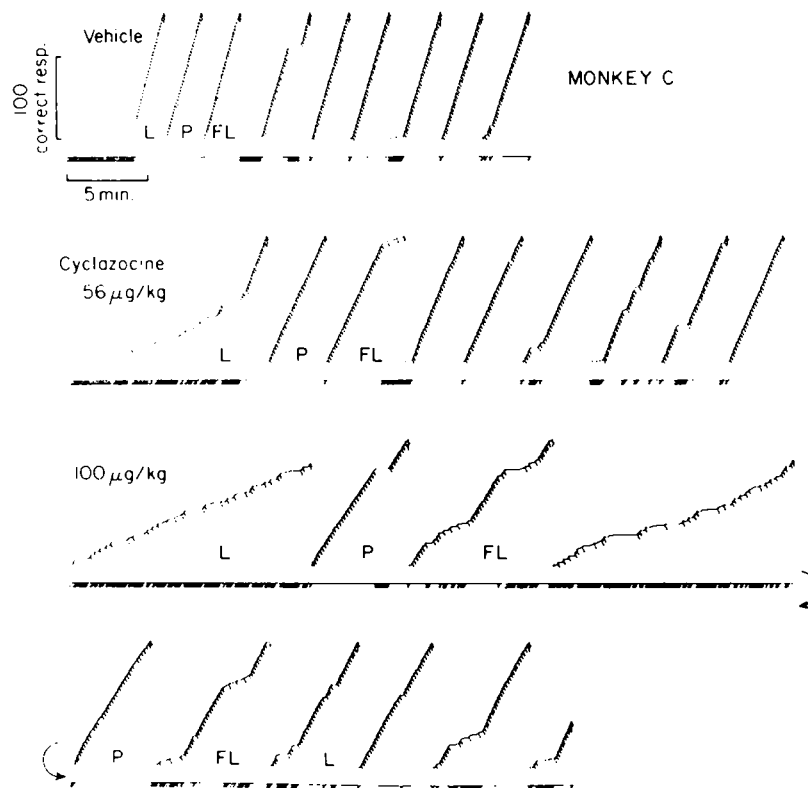 Vehicle
100
correct resp.
MONKEY C
L P FL
5 min.
Cyclazocine
56 µg/kg
L P FL
100 µg/kg
L P FL
P FL L